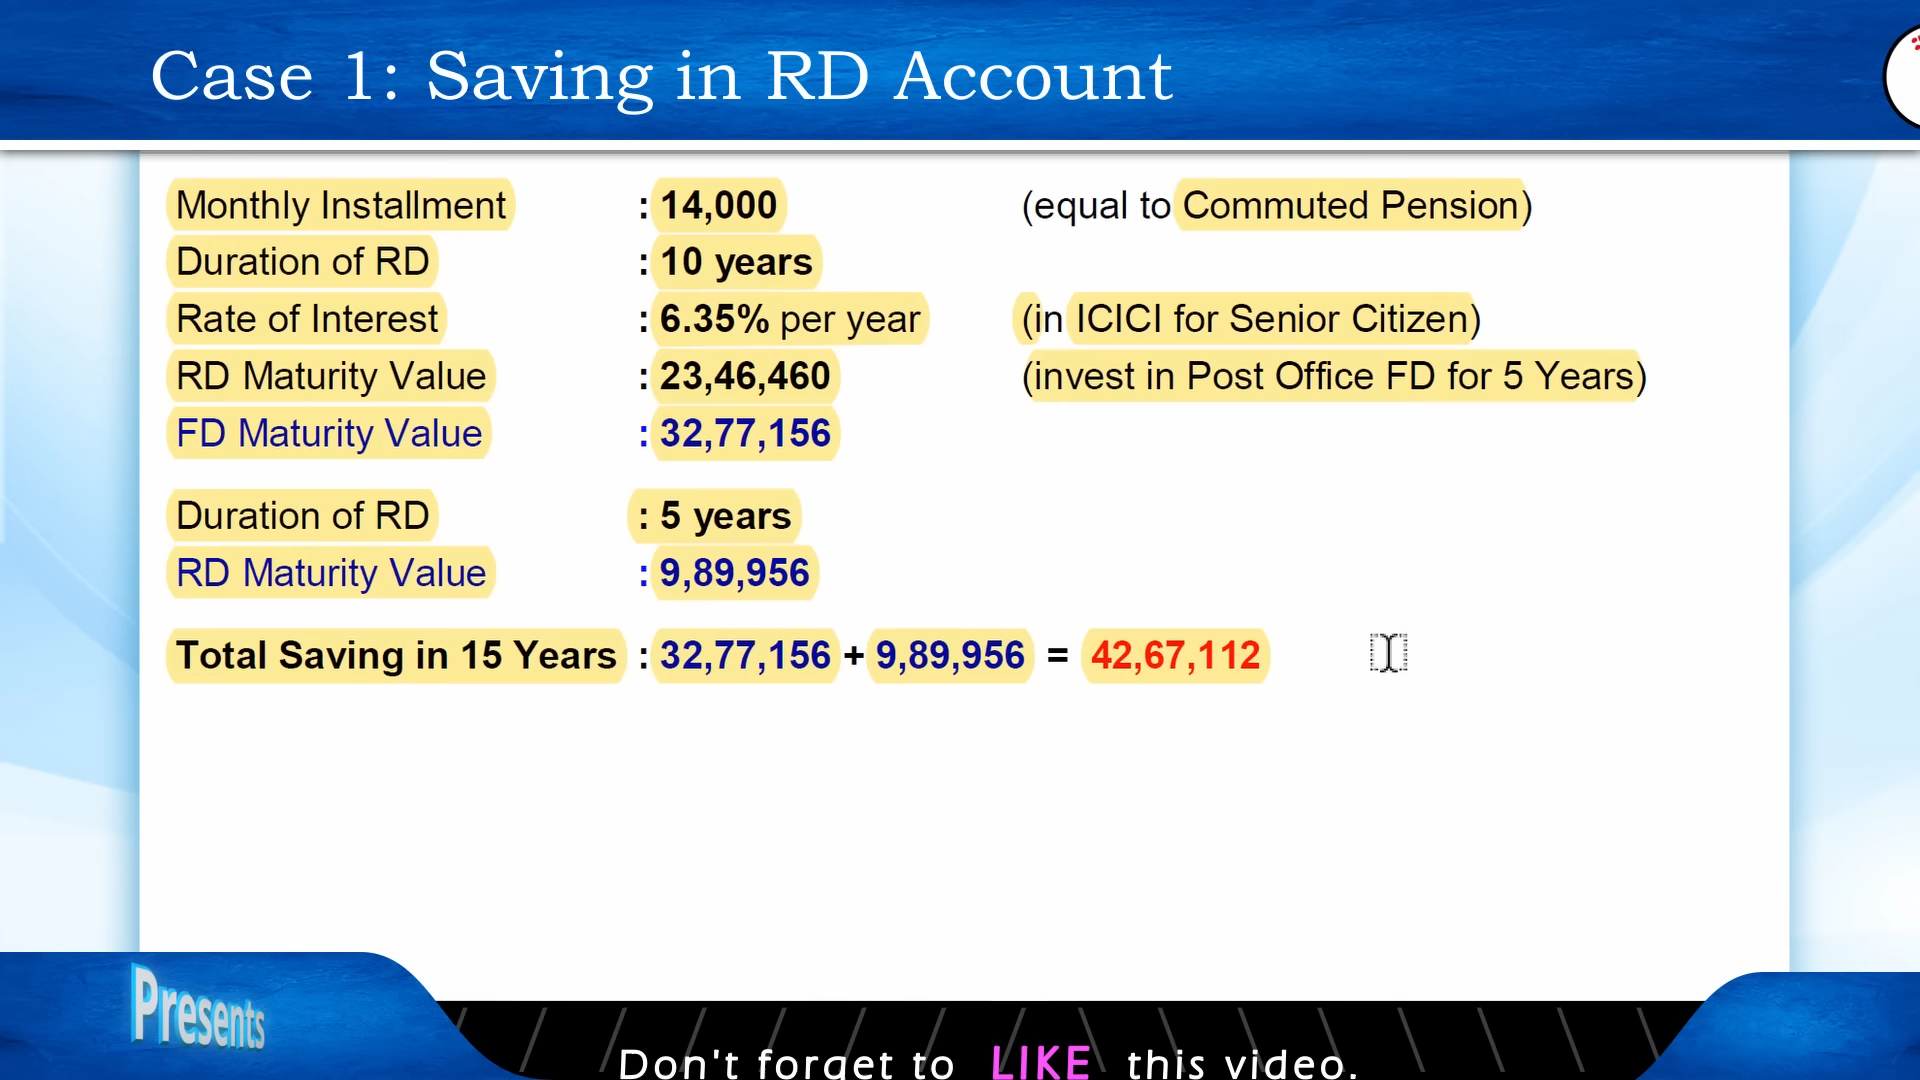 Case 1: Saving in RD Account
Monthly Installment : 14,000 (equal to Commuted Pension)
Duration of RD : 10 years
Rate of Interest : 6.35% per year (in ICICI for Senior Citizen)
RD Maturity Value : 23,46,460 (invest in Post Office FD for 5 Years)
FD Maturity Value : 32,77,156
Duration of RD : 5 years
RD Maturity Value : 9,89,956
Total Saving in 15 Years : 32,77,156 + 9,89,956 = 42,67,112
Presents
Don't forget to LIKE this video.